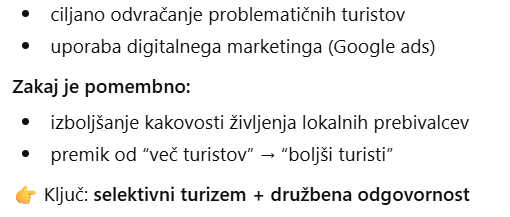 • ciljano odvračanje problematičnih turistov
• uporaba digitalnega marketinga (Google ads)
Zakaj je pomembno:
• izboljšanje kakovosti življenja lokalnih prebivalcev
• premik od “več turistov” → “boljši turisti”
👉 Ključ: selektivni turizem + družbena odgovornost